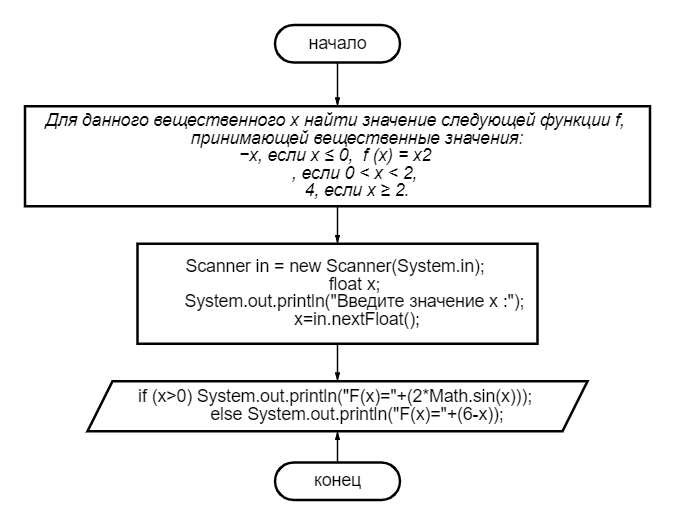 начало
Для данного вещественного x найти значение следующей функции f,
принимающей вещественные значения:
−x, если x ≤ 0, f (x) = x2
, если 0 < x < 2,
4, если x ≥ 2.
Scanner in = new Scanner(System.in);
float x;
System.out.println("Введите значение x :");
x=in.nextFloat();
if (x>0) System.out.println("F(x)="+(2*Math.sin(x)));
else System.out.println("F(x)="+(6-x));
конец